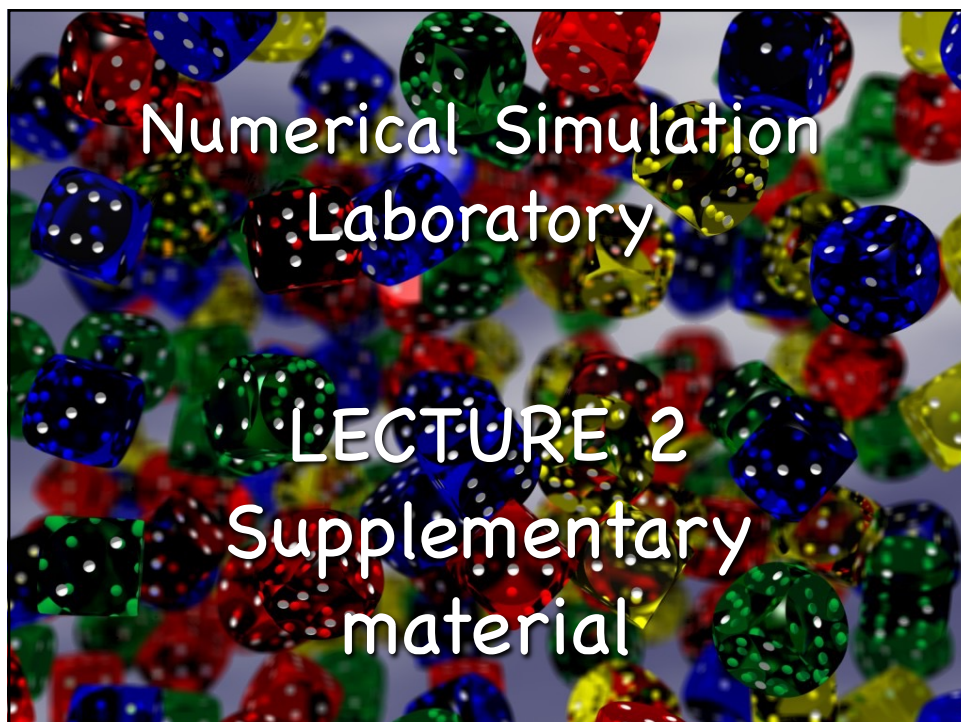 Numerical Simulation
Laboratory
LECTURE 2
Supplementary
material